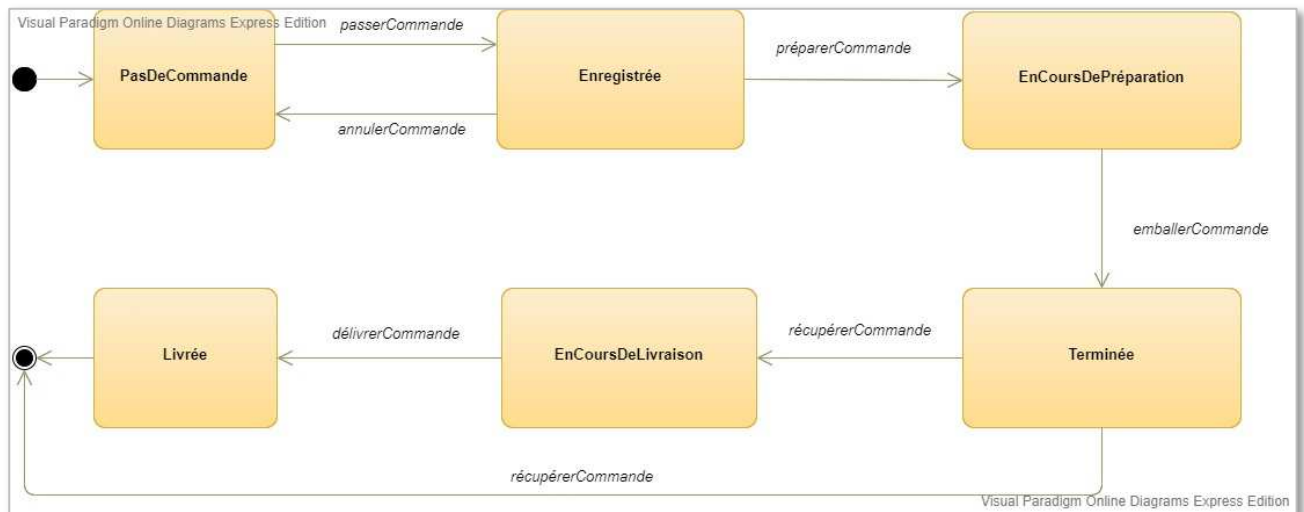 Visual Paradigm Online Diagrams Express Edition
passerCommande
préparerCommande
PasDeCommande
Enregistrée
EnCoursDePréparation
annulerCommande
emballerCommande
délivrerCommande
récupérerCommande
Livrée
EnCoursDeLivraison
Terminée
récupérerCommande
Visual Paradigm Online Diagrams Express Edition